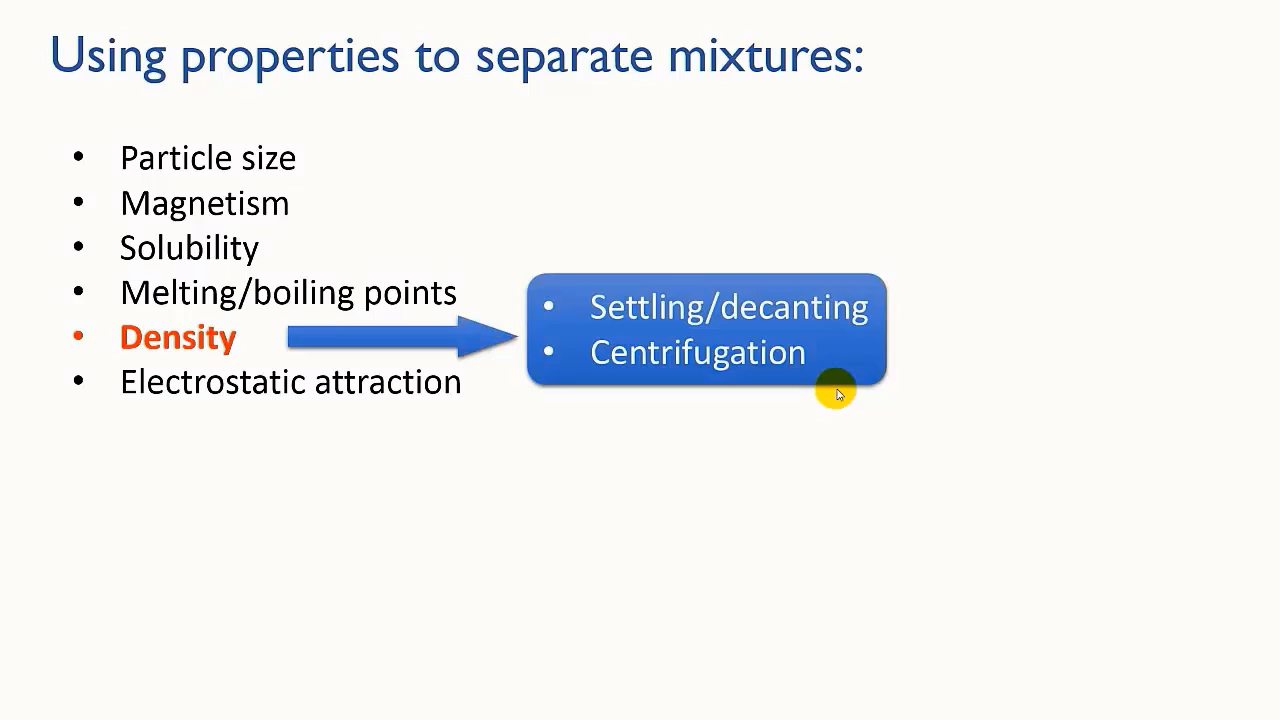 Using properties to separate mixtures:
• Particle size
• Magnetism
• Solubility
• Melting/boiling points
• Density
• Electrostatic attraction
• Settling/decanting
• Centrifugation